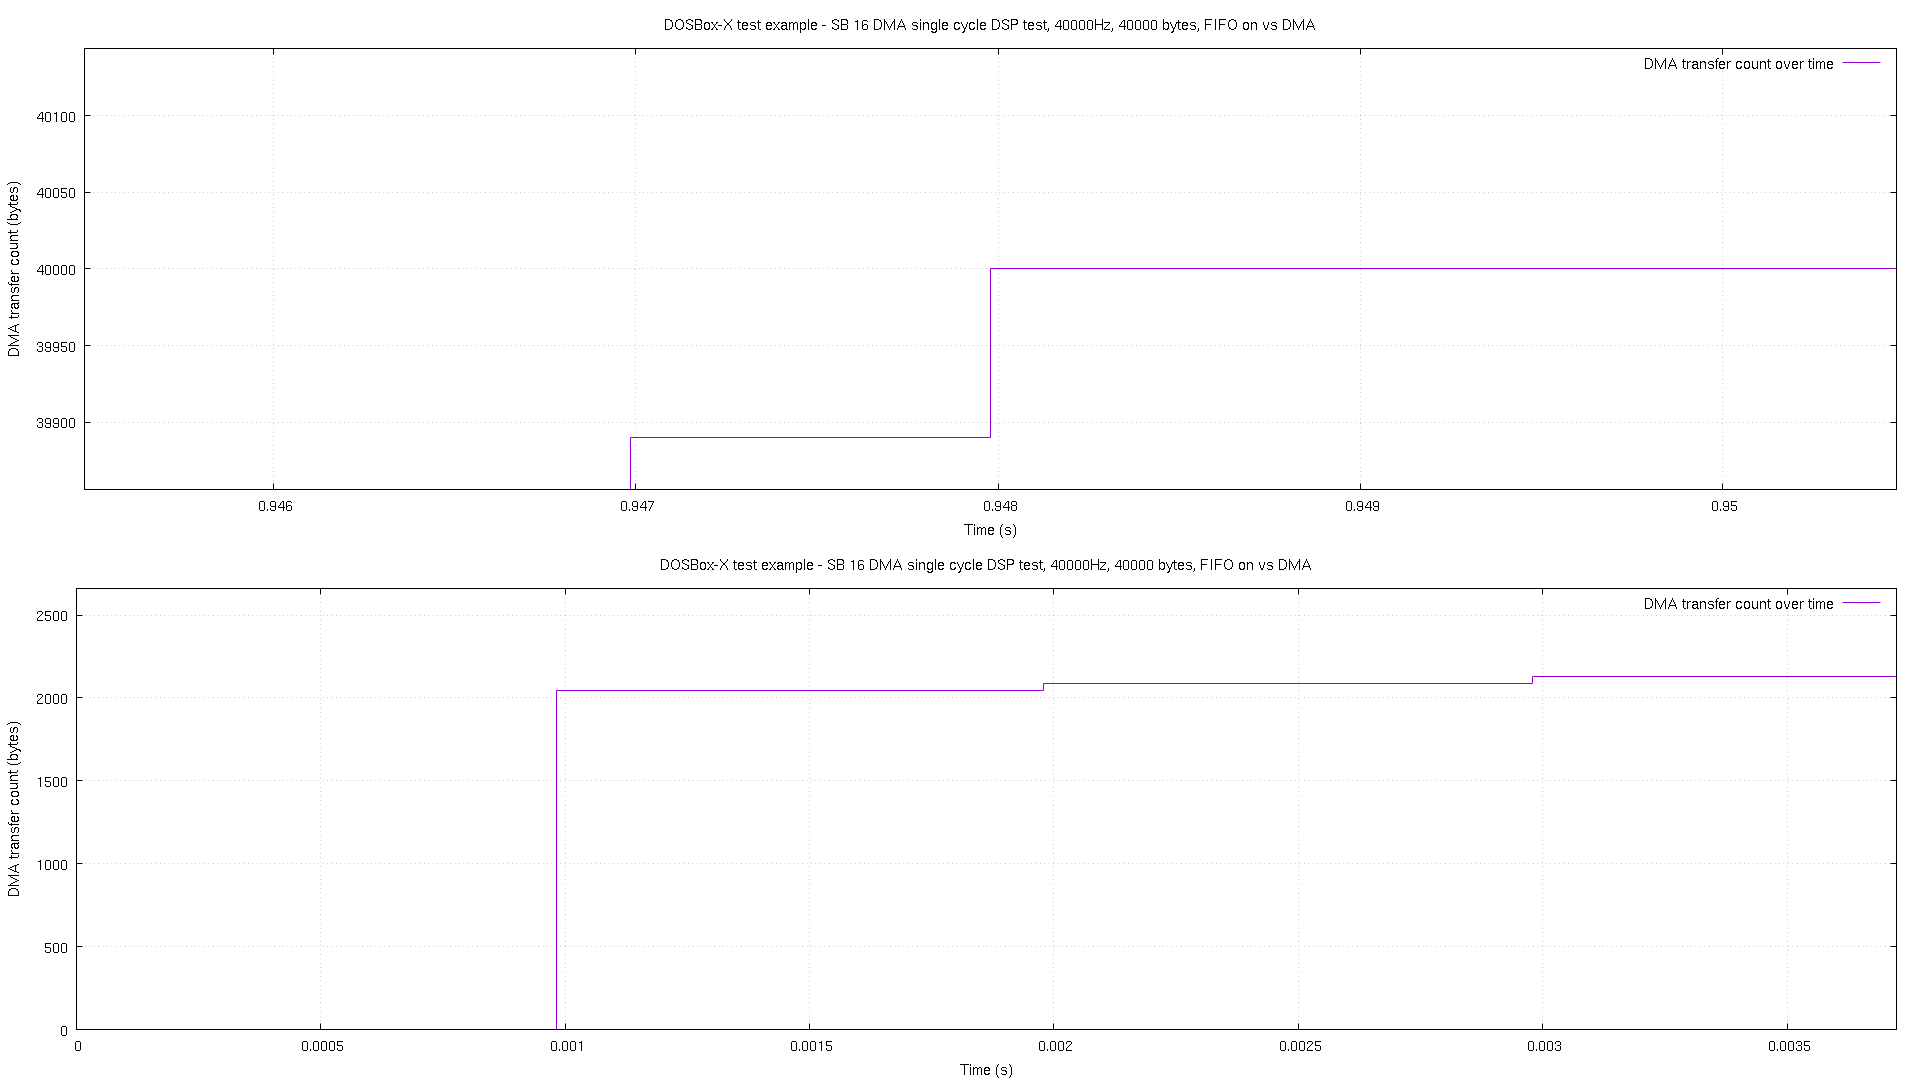 DOSBox-X test example - SB 16 DMA single cycle DSP test, 40000Hz, 40000 bytes, FIFO on vs DMA
DMA transfer count over time
40100
40050
40000
39950
39900
DMA transfer count (bytes)
0.946 0.947 0.948 0.949 0.95
Time (s)
DOSBox-X test example - SB 16 DMA single cycle DSP test, 40000Hz, 40000 bytes, FIFO on vs DMA
DMA transfer count over time
2500
2000
1500
1000
500
0
DMA transfer count (bytes)
0 0.0005 0.001 0.0015 0.002 0.0025 0.003 0.0035
Time (s)